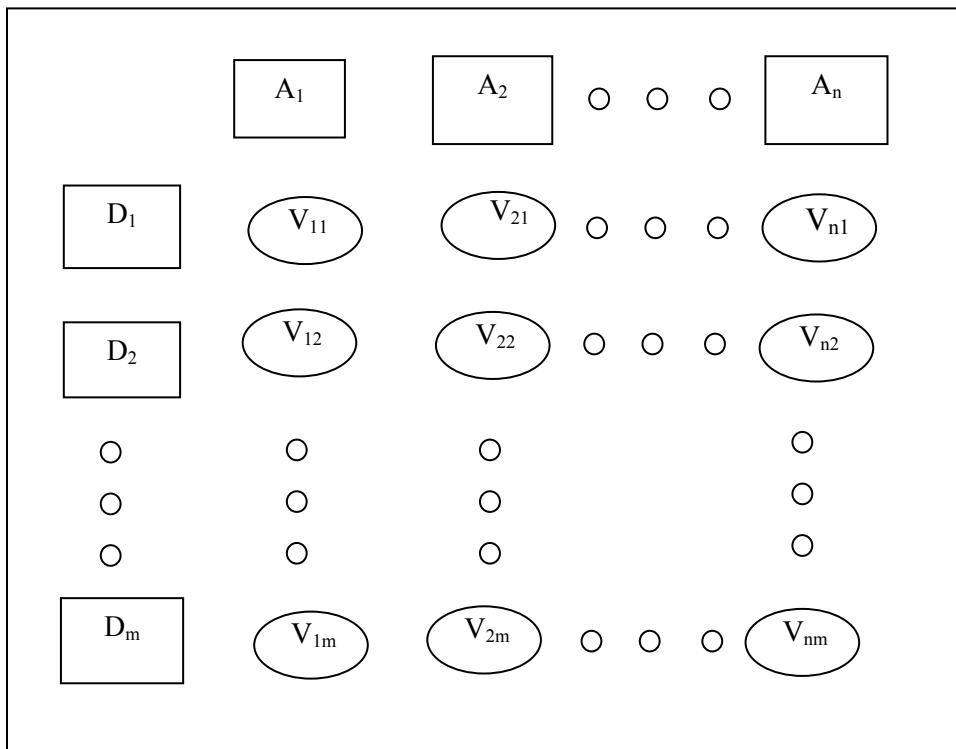 A₁ A₂ Aₙ
D₁ V₁₁ V₂₁ Vₙ₁
D₂ V₁₂ V₂₂ Vₙ₂
Dₘ V₁ₘ V₂ₘ Vₙₘ